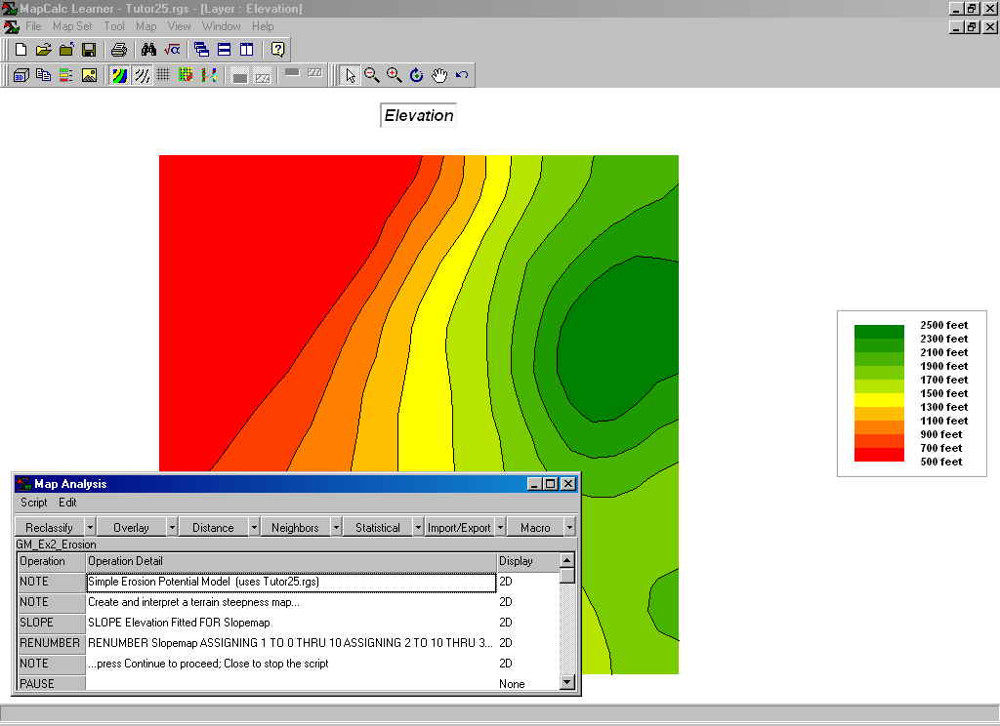 MapCalc Learner - Tutor25.rgs - [Layer : Elevation]
File Map Set Tool Map View Window Help
Elevation
2500 feet
2300 feet
2100 feet
1900 feet
1700 feet
1500 feet
1300 feet
1100 feet
900 feet
700 feet
500 feet
Map Analysis
Script Edit
Reclassify Overlay Distance Neighbors Statistical Import/Export Macro
GM_Ex2_Erosion
Operation Operation Detail Display
NOTE Simple Erosion Potential Model (uses Tutor25.rgs) 2D
NOTE Create and interpret a terrain steepness map... 2D
SLOPE SLOPE Elevation Fitted FOR Slopemap 2D
RENUMBER RENUMBER Slopemap ASSIGNING 1 TO 0 THRU 10 ASSIGNING 2 TO 10 THRU 3... 2D
NOTE ...press Continue to proceed; Close to stop the script 2D
PAUSE None